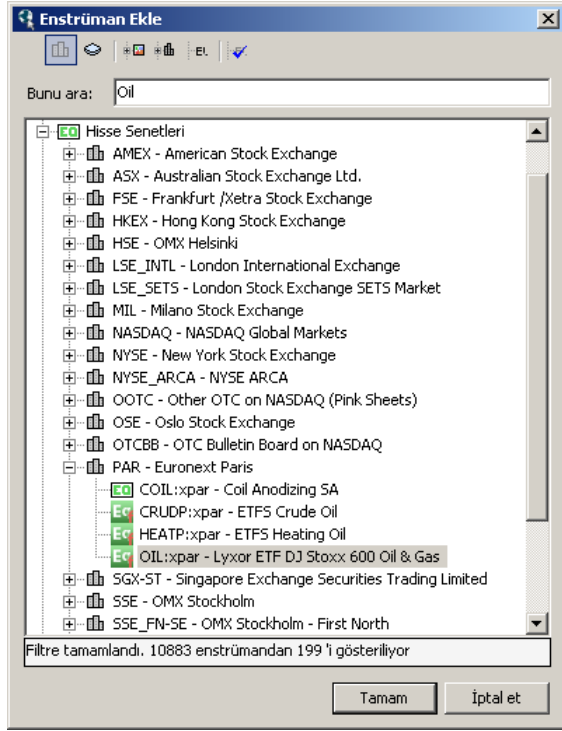 Enstrüman Ekle
EI.
Bunu ara: Oil
EQ Hisse Senetleri
AMEX - American Stock Exchange
ASX - Australian Stock Exchange Ltd.
FSE - Frankfurt /Xetra Stock Exchange
HKEX - Hong Kong Stock Exchange
HSE - OMX Helsinki
LSE_INTL - London International Exchange
LSE_SETS - London Stock Exchange SETS Market
MIL - Milano Stock Exchange
NASDAQ - NASDAQ Global Markets
NYSE - New York Stock Exchange
NYSE_ARCA - NYSE ARCA
OOTC - Other OTC on NASDAQ (Pink Sheets)
OSE - Oslo Stock Exchange
OTCBB - OTC Bulletin Board on NASDAQ
PAR - Euronext Paris
EQ COIL:xpar - Coil Anodizing SA
Eq CRUDP:xpar - ETFS Crude Oil
Eq HEATP:xpar - ETFS Heating Oil
Eq OIL:xpar - Lyxor ETF DJ Stoxx 600 Oil & Gas
SGX-ST - Singapore Exchange Securities Trading Limited
SSE - OMX Stockholm
SSE_FN-SE - OMX Stockholm - First North
Filtre tamamlandı. 10883 enstrümandan 199 'i gösteriliyor
Tamam İptal et